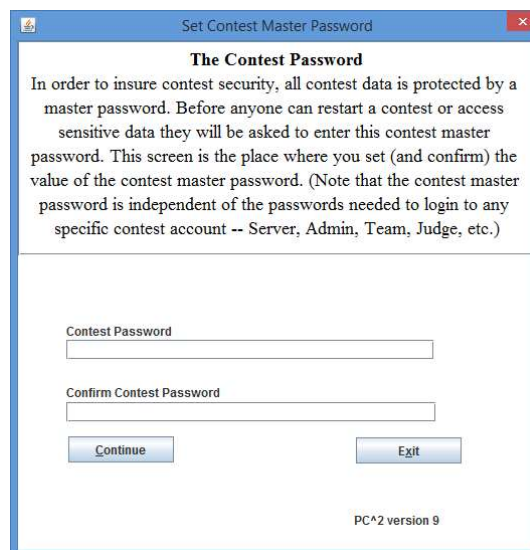 Set Contest Master Password
x
The Contest Password
In order to insure contest security, all contest data is protected by a
master password. Before anyone can restart a contest or access
sensitive data they will be asked to enter this contest master
password. This screen is the place where you set (and confirm) the
value of the contest master password. (Note that the contest master
password is independent of the passwords needed to login to any
specific contest account -- Server, Admin, Team, Judge, etc.)
Contest Password
Confirm Contest Password
Continue Exit
PC^2 version 9